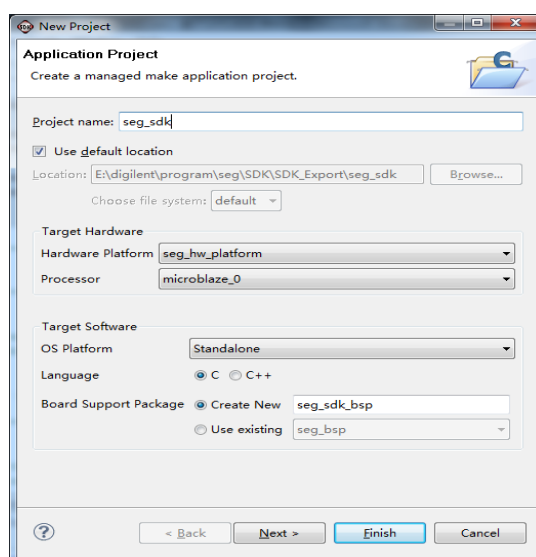 SDK New Project
Application Project
Create a managed make application project.
C
Project name: seg_sdk
Use default location
Location: E:\digilent\program\seg\SDK\SDK_Export\seg_sdk Browse...
Choose file system: default
Target Hardware
Hardware Platform seg_hw_platform
Processor microblaze_0
Target Software
OS Platform Standalone
Language C C++
Board Support Package Create New seg_sdk_bsp
Use existing seg_bsp
? < Back Next > Finish Cancel